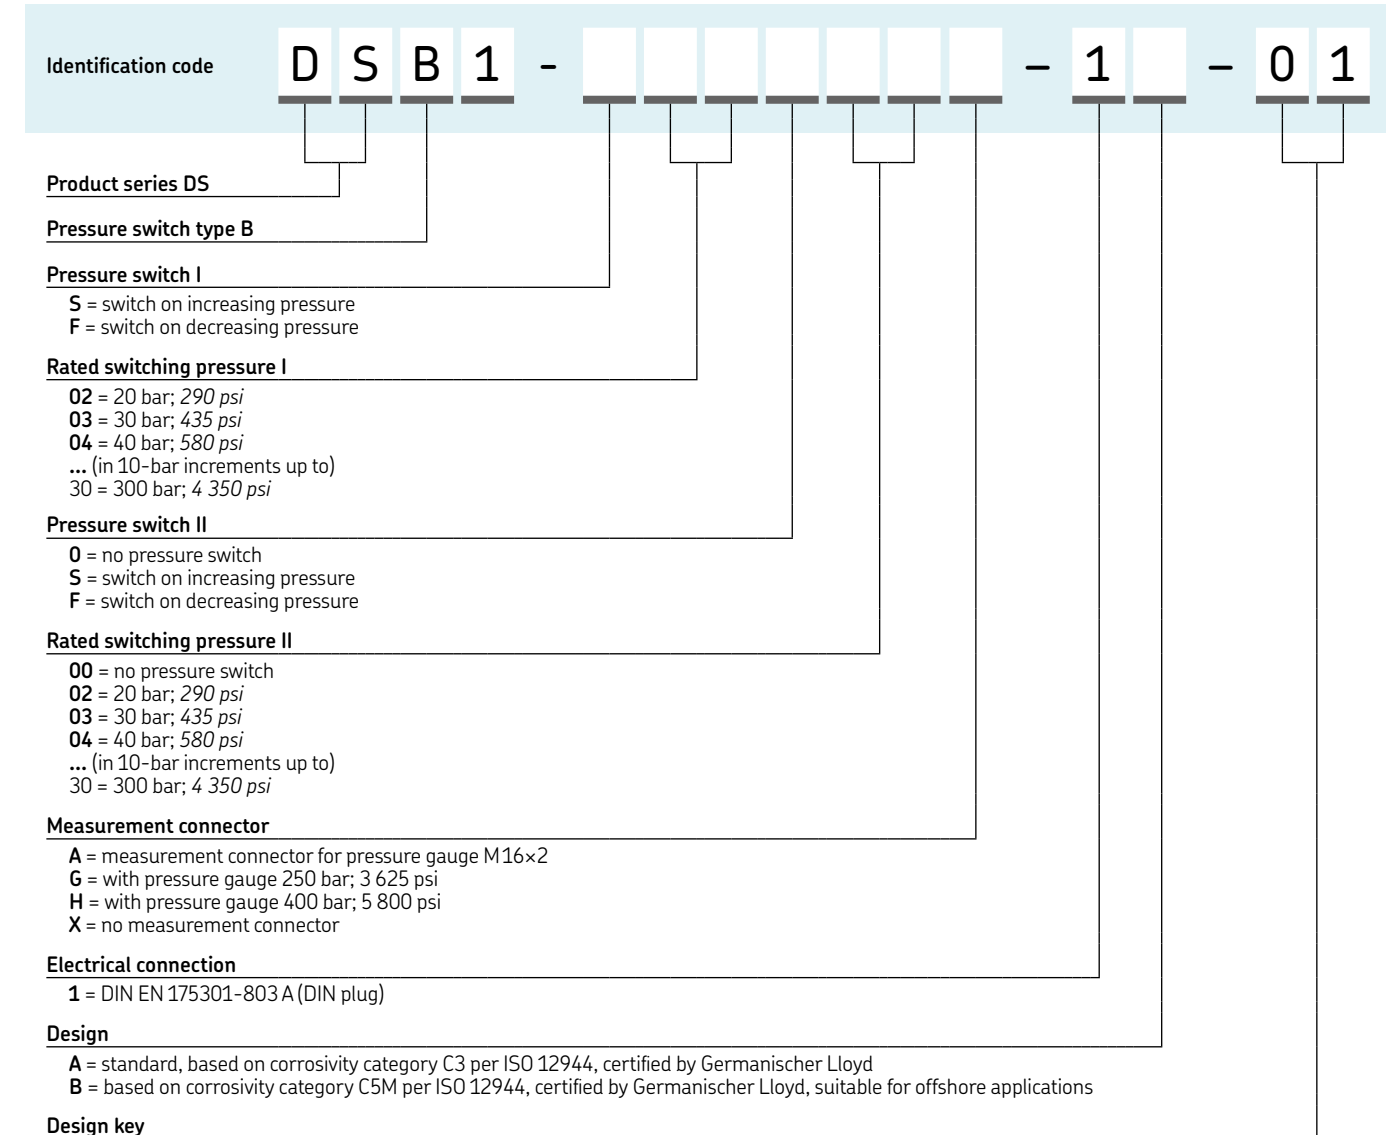 Identification code D S B 1 - – 1 – 0 1
Product series DS
Pressure switch type B
Pressure switch I
S = switch on increasing pressure
F = switch on decreasing pressure
Rated switching pressure I
02 = 20 bar; 290 psi
03 = 30 bar; 435 psi
04 = 40 bar; 580 psi
... (in 10-bar increments up to)
30 = 300 bar; 4 350 psi
Pressure switch II
0 = no pressure switch
S = switch on increasing pressure
F = switch on decreasing pressure
Rated switching pressure II
00 = no pressure switch
02 = 20 bar; 290 psi
03 = 30 bar; 435 psi
04 = 40 bar; 580 psi
... (in 10-bar increments up to)
30 = 300 bar; 4 350 psi
Measurement connector
A = measurement connector for pressure gauge M16×2
G = with pressure gauge 250 bar; 3 625 psi
H = with pressure gauge 400 bar; 5 800 psi
X = no measurement connector
Electrical connection
1 = DIN EN 175301-803 A (DIN plug)
Design
A = standard, based on corrosivity category C3 per ISO 12944, certified by Germanischer Lloyd
B = based on corrosivity category C5M per ISO 12944, certified by Germanischer Lloyd, suitable for offshore applications
Design key